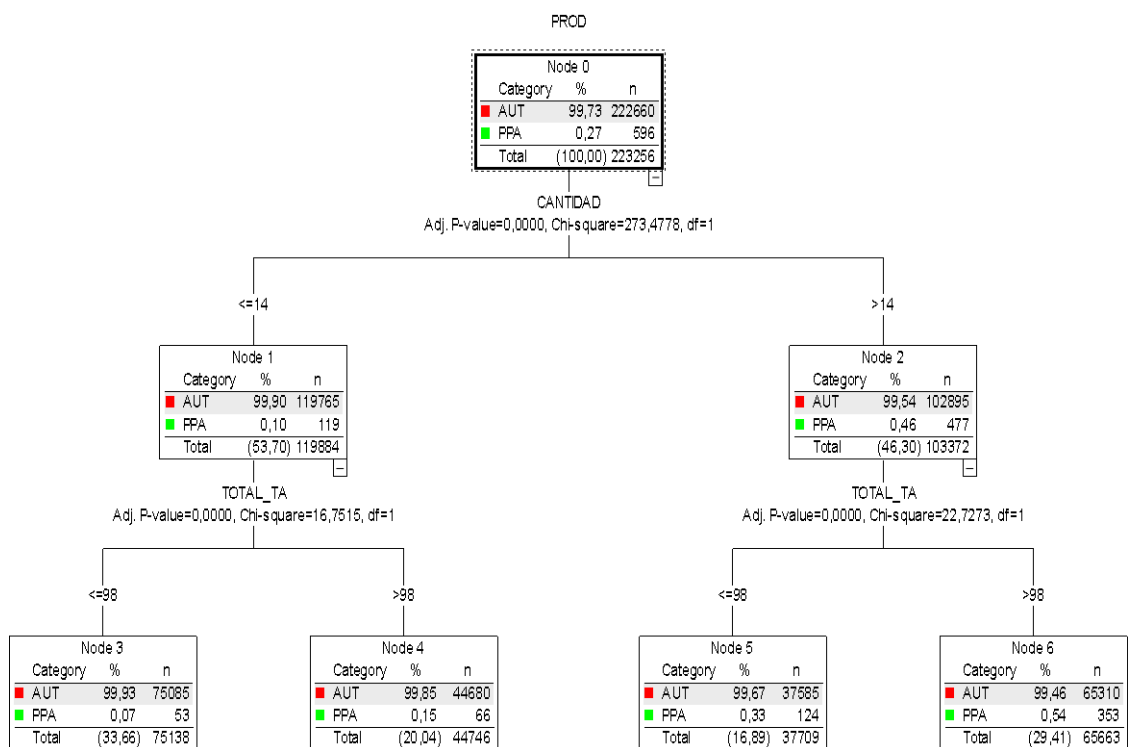 PROD
Node 0
Category % n
AUT 99,73 222660
PPA 0,27 596
Total (100,00) 223256
CANTIDAD
Adj. P-value=0,0000, Chi-square=273,4778, df=1
<=14
>14
Node 1
Category % n
AUT 99,90 119765
PPA 0,10 119
Total (53,70) 119884
Node 2
Category % n
AUT 99,54 102895
PPA 0,46 477
Total (46,30) 103372
TOTAL_TA
Adj. P-value=0,0000, Chi-square=16,7515, df=1
TOTAL_TA
Adj. P-value=0,0000, Chi-square=22,7273, df=1
<=98
>98
<=98
>98
Node 3
Category % n
AUT 99,93 75085
PPA 0,07 53
Total (33,66) 75138
Node 4
Category % n
AUT 99,85 44680
PPA 0,15 66
Total (20,04) 44746
Node 5
Category % n
AUT 99,67 37585
PPA 0,33 124
Total (16,89) 37709
Node 6
Category % n
AUT 99,46 65310
PPA 0,54 353
Total (29,41) 65663